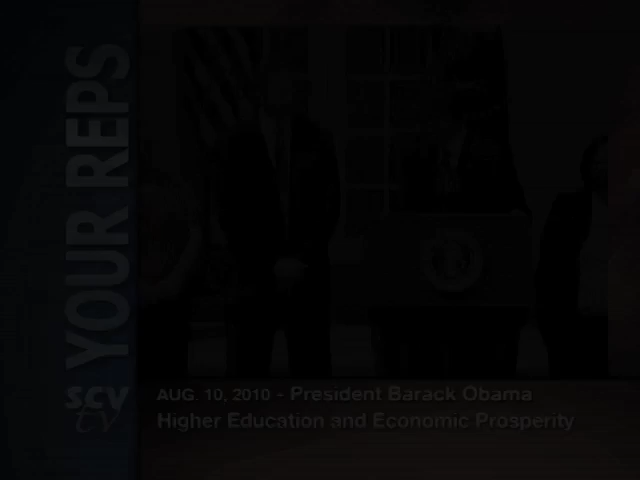 YOUR REPS
SCV
TV
AUG. 10, 2010 - President Barack Obama
Higher Education and Economic Prosperity